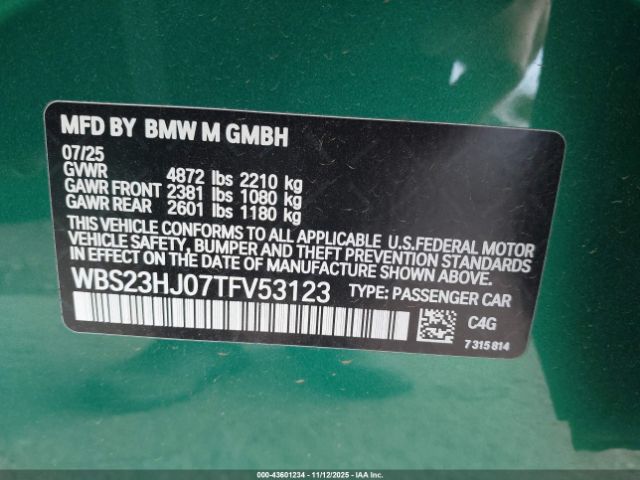 MFD BY BMW M GMBH
07/25
GVWR 4872 lbs 2210 kg
GAWR FRONT 2381 lbs 1080 kg
GAWR REAR 2601 lbs 1180 kg
THIS VEHICLE CONFORMS TO ALL APPLICABLE U.S.FEDERAL MOTOR
VEHICLE SAFETY, BUMPER AND THEFT PREVENTION STANDARDS
IN EFFECT ON THE DATE OF MANUFACTURE SHOWN ABOVE.
WBS23HJ07TFV53123 TYPE: PASSENGER CAR
C4G
7 315 814
000-43601234 - 11/12/2025 - IAAI.COM